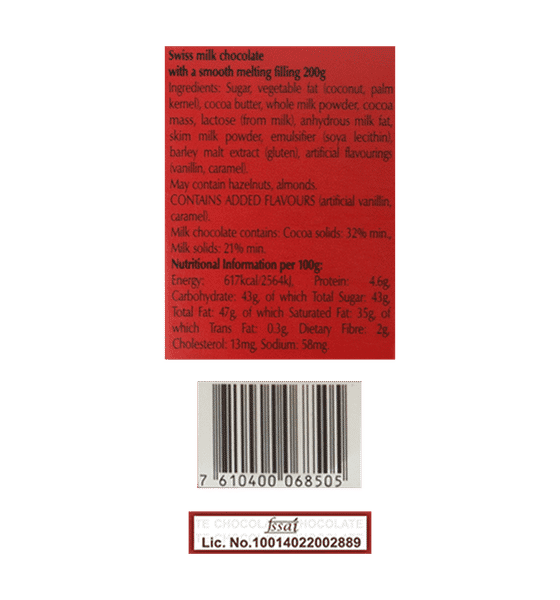 Swiss milk chocolate
with a smooth melting filling 200g
Ingredients: Sugar, vegetable fat (coconut, palm
kernel), cocoa butter, whole milk powder, cocoa
mass, lactose (from milk), anhydrous milk fat,
skim milk powder, emulsifier (soya lecithin),
barley malt extract (gluten), artificial flavourings
(vanillin, caramel).
May contain hazelnuts, almonds.
CONTAINS ADDED FLAVOURS (artificial vanillin,
caramel).
Milk chocolate contains: Cocoa solids: 32% min.,
Milk solids: 21% min.
Nutritional Information per 100g:
Energy: 617kcal/2564kJ, Protein: 4.6g,
Carbohydrate: 43g, of which Total Sugar: 43g,
Total Fat: 47g, of which Saturated Fat: 35g, of
which Trans Fat: 0.3g, Dietary Fibre: 2g,
Cholesterol: 13mg, Sodium: 58mg.
7 610400 068505
TE CHOCOL fssai HOCOLATE
Lic. No.10014022002889